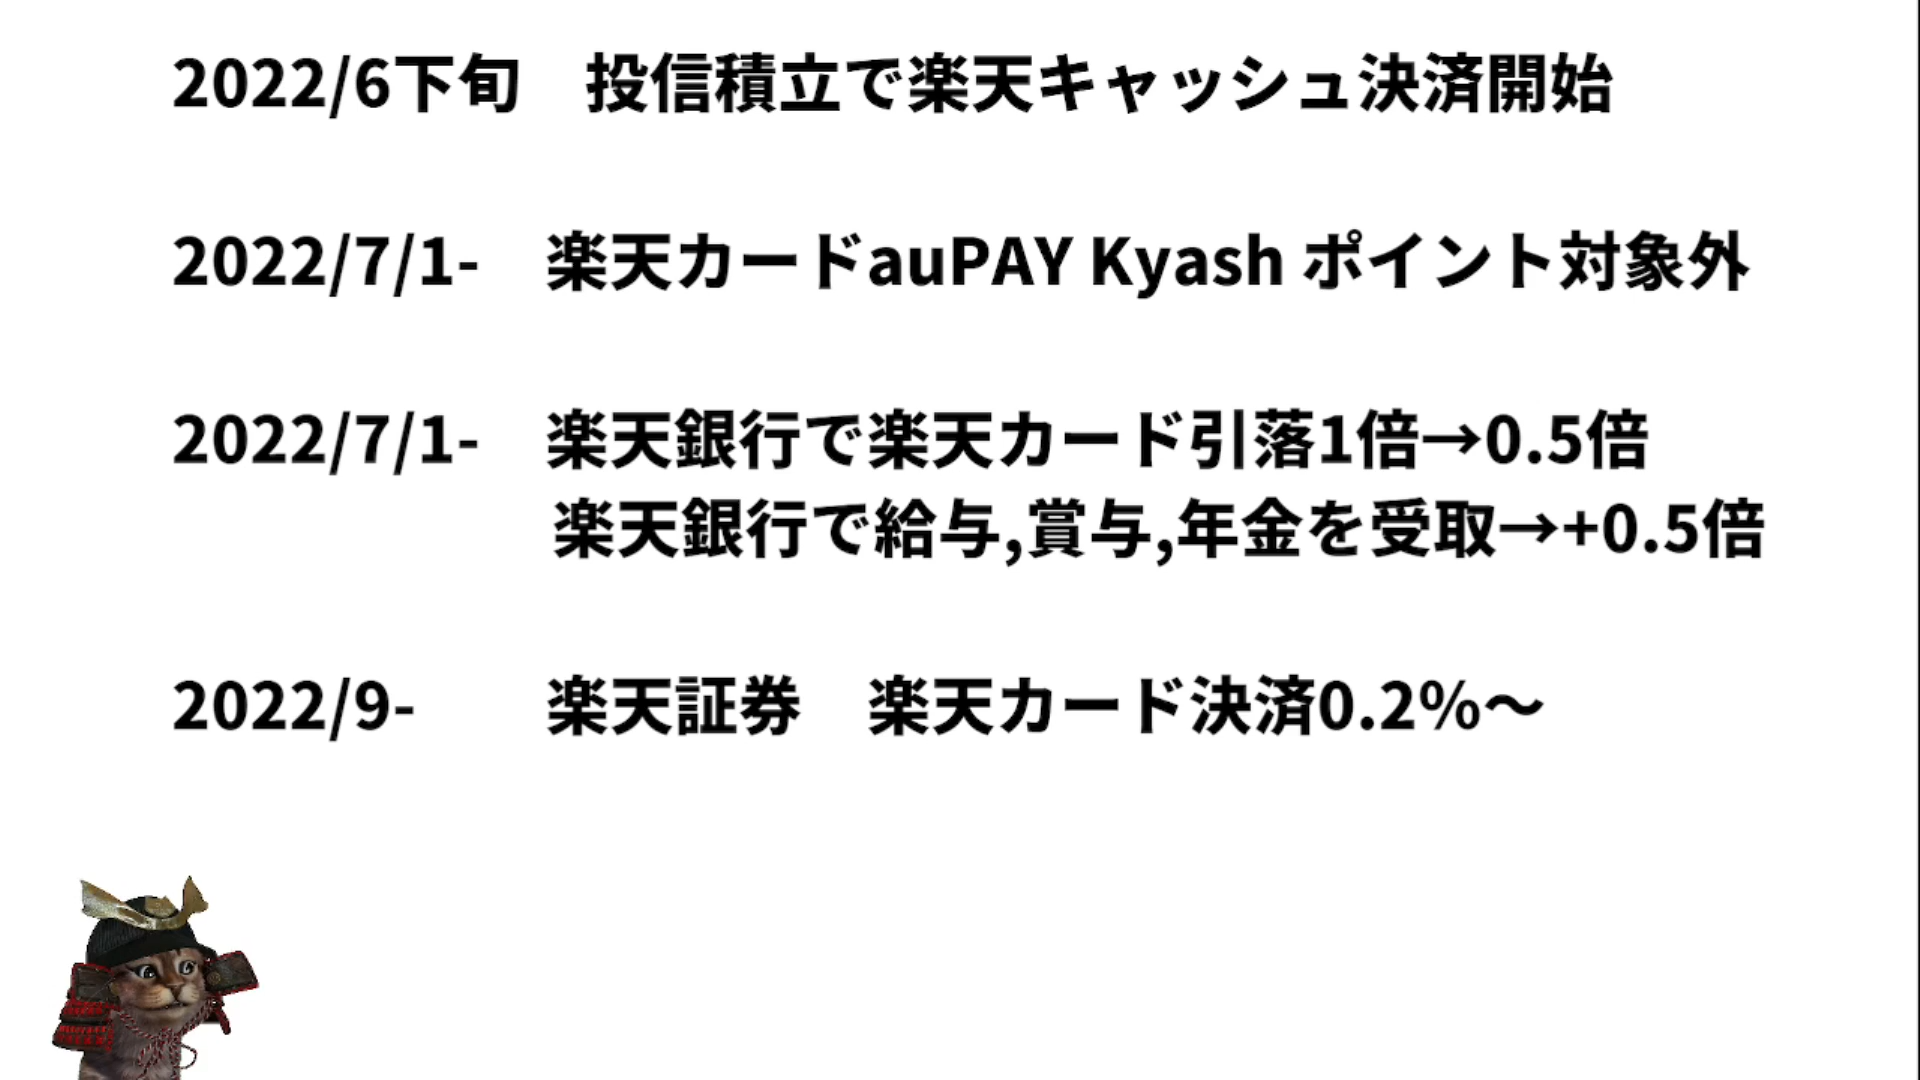 2022/6下旬　投信積立で楽天キャッシュ決済開始
2022/7/1-　楽天カードauPAY Kyash ポイント対象外
2022/7/1-　楽天銀行で楽天カード引落1倍→0.5倍
楽天銀行で給与,賞与,年金を受取→+0.5倍
2022/9-　　楽天証券　楽天カード決済0.2%〜